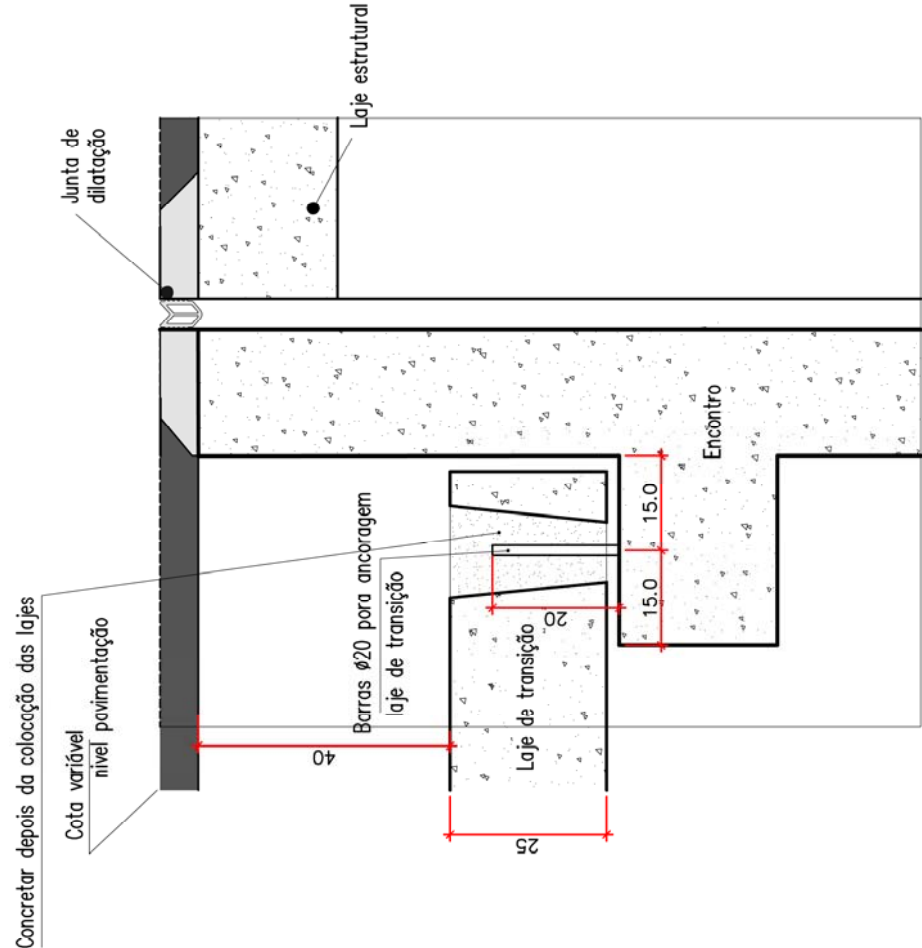 Concretar depois da colocação das lajes
Cota variável
nivel pavimentação
Junta de
dilatação
Laje estrutural
Barras Ø20 para ancoragem
laje de transição
Laje de transição
Encontro
40
25
20
15.0
15.0